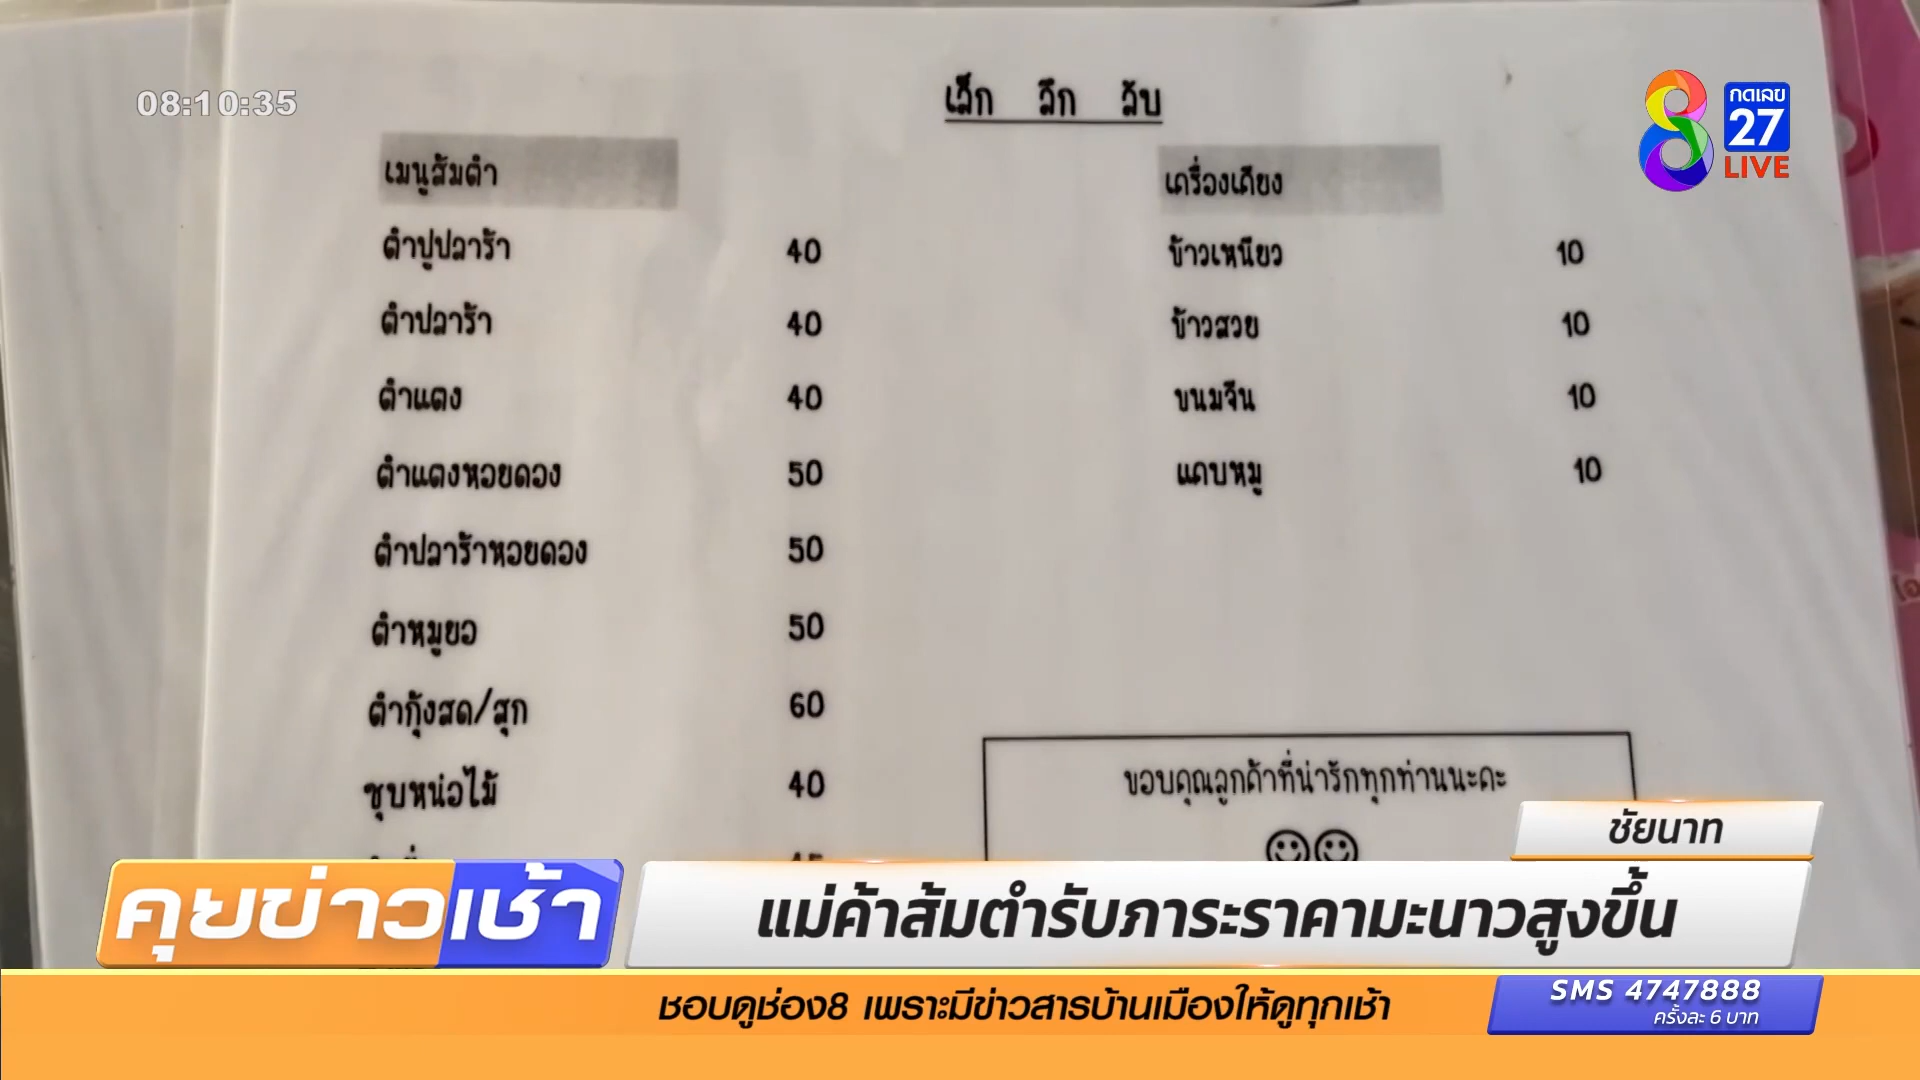 08:10:35
เล็ก ลึก ลับ
กดเลข
27
LIVE
เมนูส้มตำ
ตำปูปลาร้า 40
ตำปลาร้า 40
ตำแตง 40
ตำแตงหอยดอง 50
ตำปลาร้าหอยดอง 50
ตำหมูยอ 50
ตำกุ้งสด/สุก 60
ซุบหน่อไม้ 40
เครื่องเคียง
ข้าวเหนียว 10
ข้าวสวย 10
ขนมจีน 10
แคบหมู 10
ขอบคุณลูกค้าที่น่ารักทุกท่านนะคะ
ชัยนาท
คุยข่าวเช้า
แม่ค้าส้มตำรับภาระราคามะนาวสูงขึ้น
ชอบดูช่อง8 เพราะมีข่าวสารบ้านเมืองให้ดูทุกเช้า
SMS 4747888
ครั้งละ 6 บาท